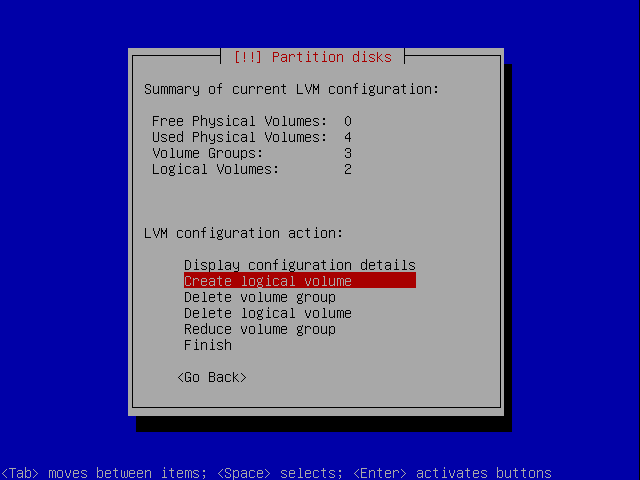 [!!] Partition disks
Summary of current LVM configuration:
Free Physical Volumes: 0
Used Physical Volumes: 4
Volume Groups: 3
Logical Volumes: 2
LVM configuration action:
Display configuration details
Create logical volume
Delete volume group
Delete logical volume
Reduce volume group
Finish
<Go Back>
<Tab> moves between items; <Space> selects; <Enter> activates buttons